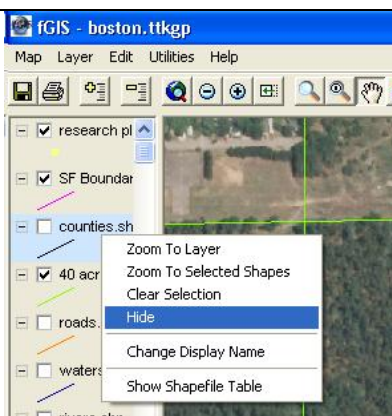 fGIS - boston.ttkgp
Map Layer Edit Utilities Help
research pl
SF Boundar
counties.sh
Zoom To Layer
Zoom To Selected Shapes
Clear Selection
Hide
Change Display Name
Show Shapefile Table
40 acr
roads.
waters